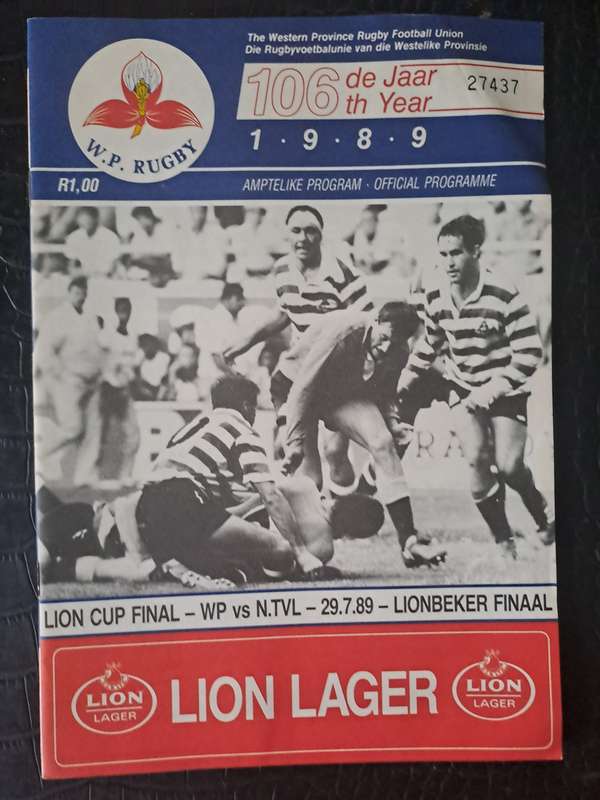 The Western Province Rugby Football Union
Die Rugbyvoetbalunie van die Westelike Provinsie
106 de Jaar
th Year
27437
1 · 9 · 8 · 9
W.P. RUGBY
R1,00
AMPTELIKE PROGRAM · OFFICIAL PROGRAMME
LION CUP FINAL – WP vs N.TVL – 29.7.89 – LIONBEKER FINAAL
LION
LAGER
LION LAGER
LION
LAGER